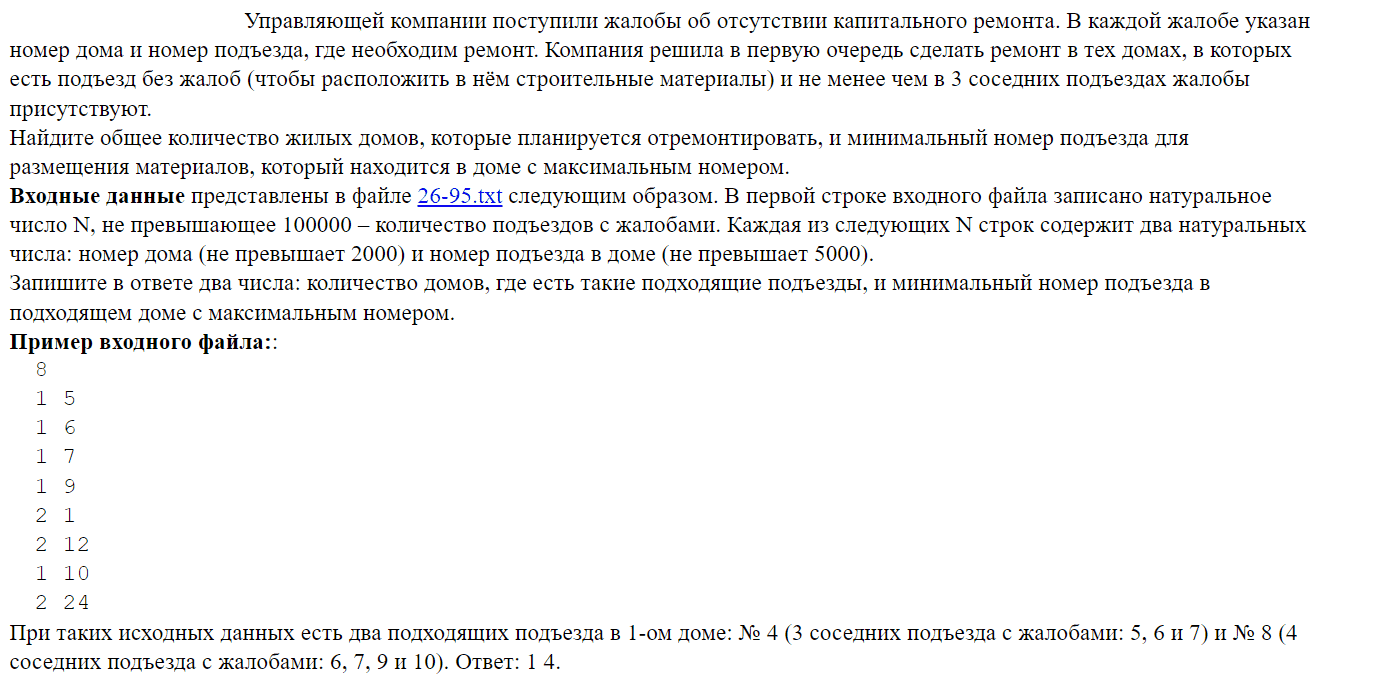 Управляющей компании поступили жалобы об отсутствии капитального ремонта. В каждой жалобе указан
номер дома и номер подъезда, где необходим ремонт. Компания решила в первую очередь сделать ремонт в тех домах, в которых
есть подъезд без жалоб (чтобы расположить в нём строительные материалы) и не менее чем в 3 соседних подъездах жалобы
присутствуют.
Найдите общее количество жилых домов, которые планируется отремонтировать, и минимальный номер подъезда для
размещения материалов, который находится в доме с максимальным номером.
Входные данные представлены в файле 26-95.txt следующим образом. В первой строке входного файла записано натуральное
число N, не превышающее 100000 – количество подъездов с жалобами. Каждая из следующих N строк содержит два натуральных
числа: номер дома (не превышает 2000) и номер подъезда в доме (не превышает 5000).
Запишите в ответе два числа: количество домов, где есть такие подходящие подъезды, и минимальный номер подъезда в
подходящем доме с максимальным номером.
Пример входного файла::
8
1 5
1 6
1 7
1 9
2 1
2 12
1 10
2 24
При таких исходных данных есть два подходящих подъезда в 1-ом доме: № 4 (3 соседних подъезда с жалобами: 5, 6 и 7) и № 8 (4
соседних подъезда с жалобами: 6, 7, 9 и 10). Ответ: 1 4.